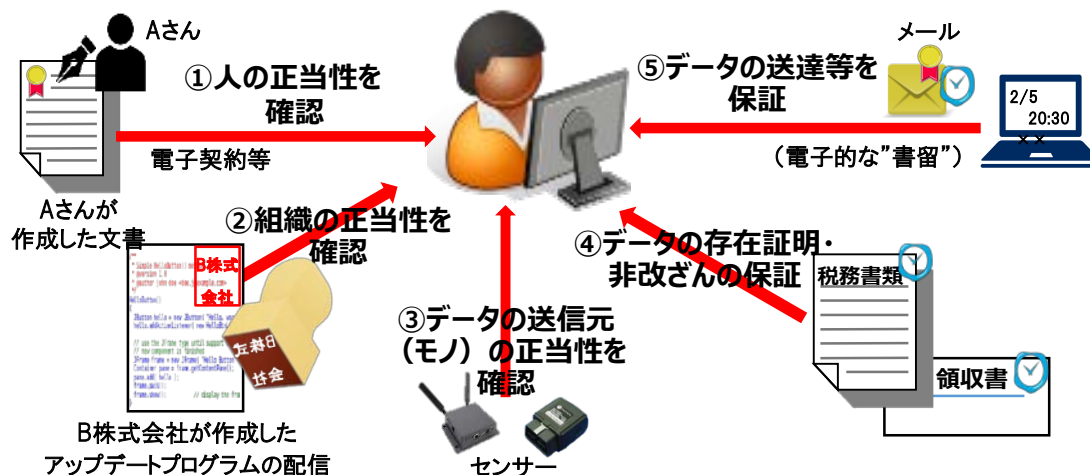 Aさん
①人の正当性を
確認
電子契約等
Aさんが
作成した文書
②組織の正当性を
確認
B株式
会社
B株式
会社
B株式会社が作成した
アップデートプログラムの配信
③データの送信元
（モノ）の正当性を
確認
センサー
④データの存在証明・
非改ざんの保証
税務書類
領収書
⑤データの送達等を
保証
メール
2/5
20:30
××
（電子的な”書留”）